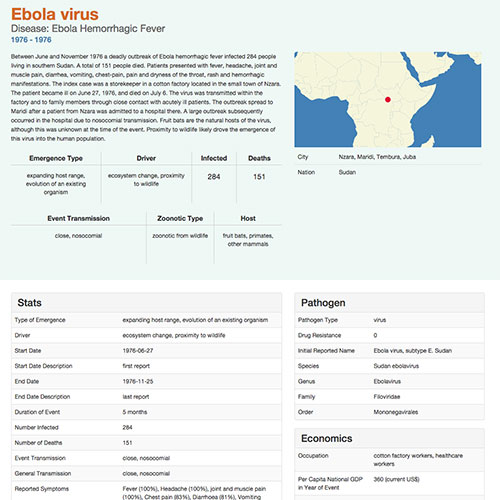 Ebola virus
Disease: Ebola Hemorrhagic Fever
1976 - 1976
Between June and November 1976 a deadly outbreak of Ebola hemorrhagic fever infected 284 people
living in southern Sudan. A total of 151 people died. Patients presented with fever, headache, joint and
muscle pain, diarrhea, vomiting, chest-pain, pain and dryness of the throat, rash and hemorrhagic
manifestations. The index case was a storekeeper in a cotton factory located in the small town of Nzara.
The patient became ill on June 27, 1976, and died on July 6. The virus was transmitted within the
factory and to family members through close contact with acutely ill patients. The outbreak spread to
Maridi after a patient from Nzara was admitted to a hospital there. A large outbreak subsequently
occurred in the hospital due to nosocomial transmission. Fruit bats are the natural hosts of the virus,
although this was unknown at the time of the event. Proximity to wildlife likely drove the emergence of
this virus into the human population.
City Nzara, Maridi, Tembura, Juba
Nation Sudan
Emergence Type Driver Infected Deaths
expanding host range, evolution of an existing organism ecosystem change, proximity to wildlife 284 151
Event Transmission Zoonotic Type Host
close, nosocomial zoonotic from wildlife fruit bats, primates, other mammals
Stats
Type of Emergence expanding host range, evolution of an existing organism
Driver ecosystem change, proximity to wildlife
Start Date 1976-06-27
Start Date Description first report
End Date 1976-11-25
End Date Description last report
Duration of Event 5 months
Number Infected 284
Number of Deaths 151
Event Transmission close, nosocomial
General Transmission close, nosocomial
Reported Symptoms Fever (100%), Headache (100%), joint and muscle
pain (100%), Chest pain (83%), Diarrhoea (81%), Vomiting
Pathogen
Pathogen Type virus
Drug Resistance 0
Initial Reported Name Ebola virus, subtype E. Sudan
Species Sudan ebolavirus
Genus Ebolavirus
Family Filoviridae
Order Mononegavirales
Economics
Occupation cotton factory workers, healthcare
workers
Per Capita National GDP 360 (current US$)
in Year of Event